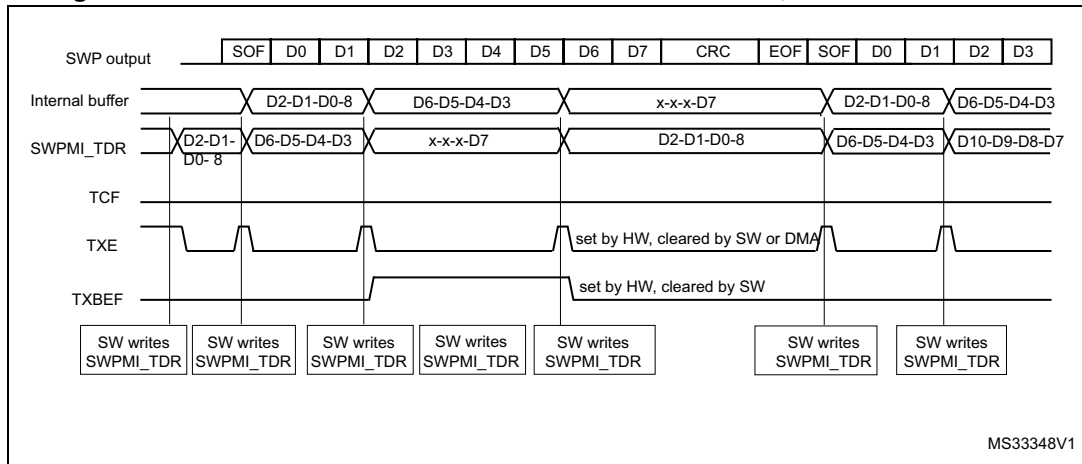 SWP output SOF D0 D1 D2 D3 D4 D5 D6 D7 CRC EOF SOF D0 D1 D2 D3
Internal buffer D2-D1-D0-8 D6-D5-D4-D3 x-x-x-D7 D2-D1-D0-8 D6-D5-D4-D3
SWPMI_TDR D2-D1- D6-D5-D4-D3 x-x-x-D7 D2-D1-D0-8 D6-D5-D4-D3 D10-D9-D8-D7
D0- 8
TCF
TXE set by HW, cleared by SW or DMA
TXBEF set by HW, cleared by SW
SW writes SW writes SW writes SW writes SW writes SW writes SW writes
SWPMI_TDR SWPMI_TDR SWPMI_TDR SWPMI_TDR SWPMI_TDR SWPMI_TDR SWPMI_TDR
MS33348V1